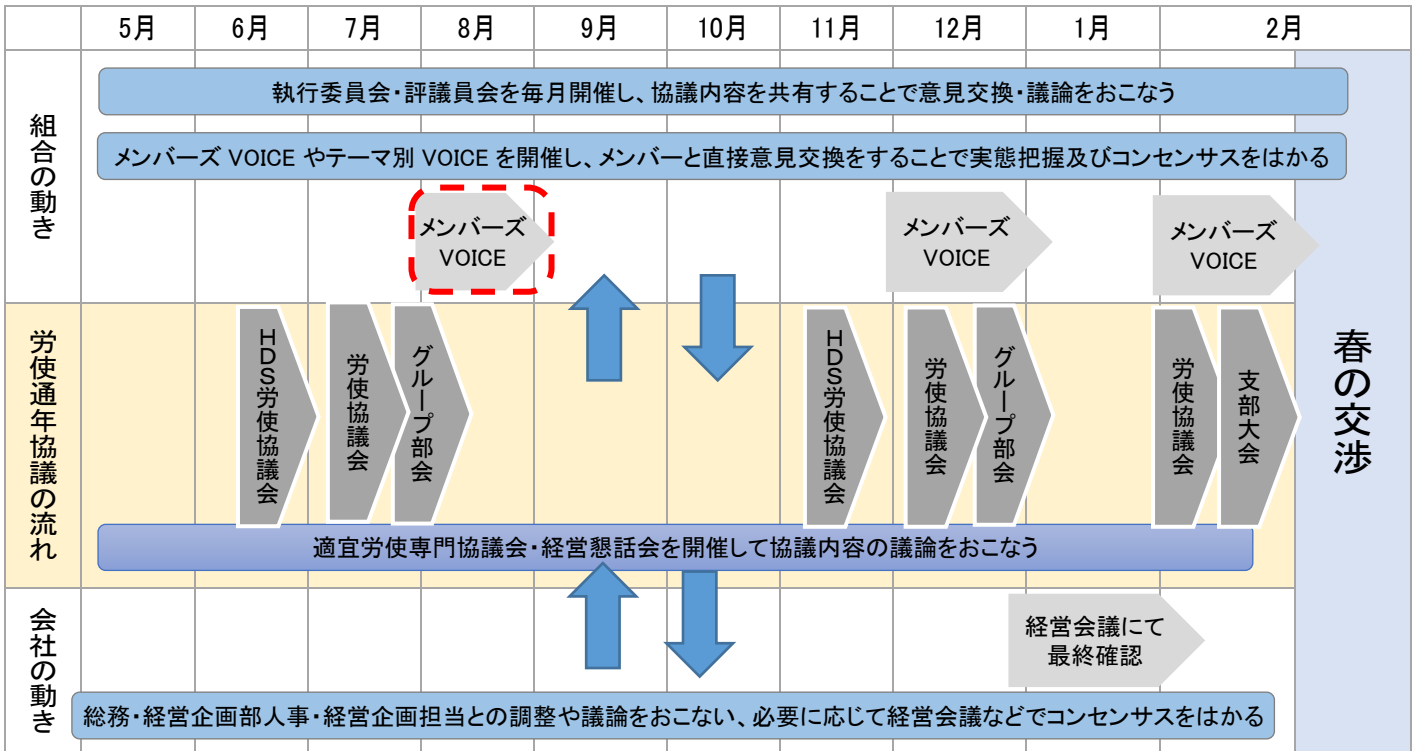 5月 6月 7月 8月 9月 10月 11月 12月 1月 2月
組合の動き
執行委員会・評議員会を毎月開催し、協議内容を共有することで意見交換・議論をおこなう
メンバーズ VOICE やテーマ別 VOICE を開催し、メンバーと直接意見交換をすることで実態把握及びコンセンサスをはかる
メンバーズ
VOICE
メンバーズ
VOICE
メンバーズ
VOICE
労使通年協議の流れ
HDS労使協議会
労使協議会
グループ部会
HDS労使協議会
労使協議会
グループ部会
労使協議会
支部大会
適宜労使専門協議会・経営懇話会を開催して協議内容の議論をおこなう
春の交渉
会社の動き
経営会議にて
最終確認
総務・経営企画部人事・経営企画担当との調整や議論をおこない、必要に応じて経営会議などでコンセンサスをはかる